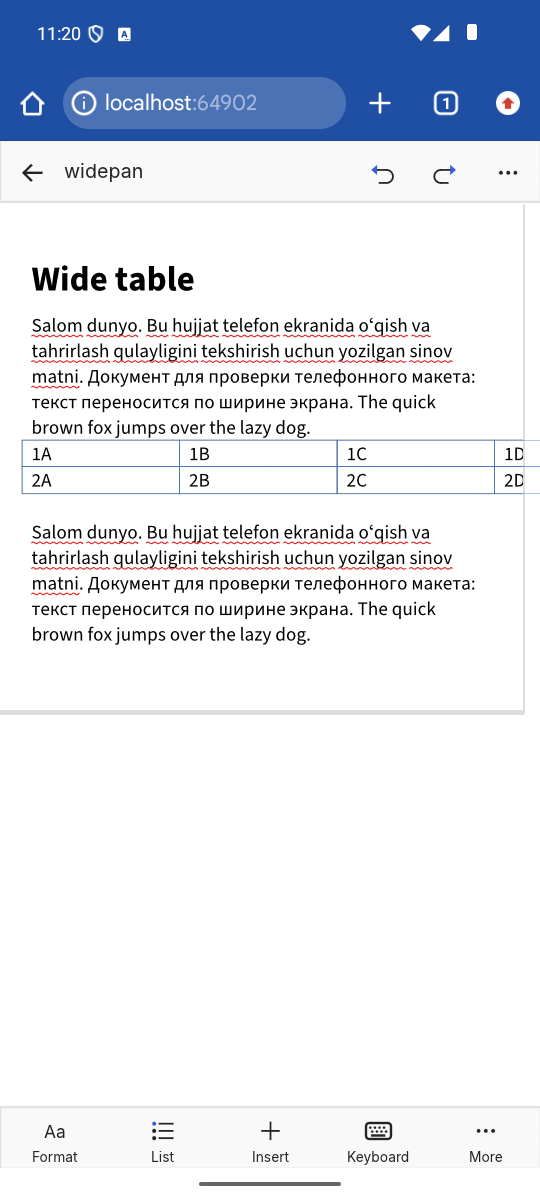 11:20
localhost:64902
1
widepan
Wide table
Salom dunyo. Bu hujjat telefon ekranida oʻqish va
tahrirlash qulayligini tekshirish uchun yozilgan sinov
matni. Документ для проверки телефонного макета:
текст переносится по ширине экрана. The quick
brown fox jumps over the lazy dog.
1A 1B 1C 1D
2A 2B 2C 2D
Salom dunyo. Bu hujjat telefon ekranida oʻqish va
tahrirlash qulayligini tekshirish uchun yozilgan sinov
matni. Документ для проверки телефонного макета:
текст переносится по ширине экрана. The quick
brown fox jumps over the lazy dog.
Aa
Format List Insert Keyboard More